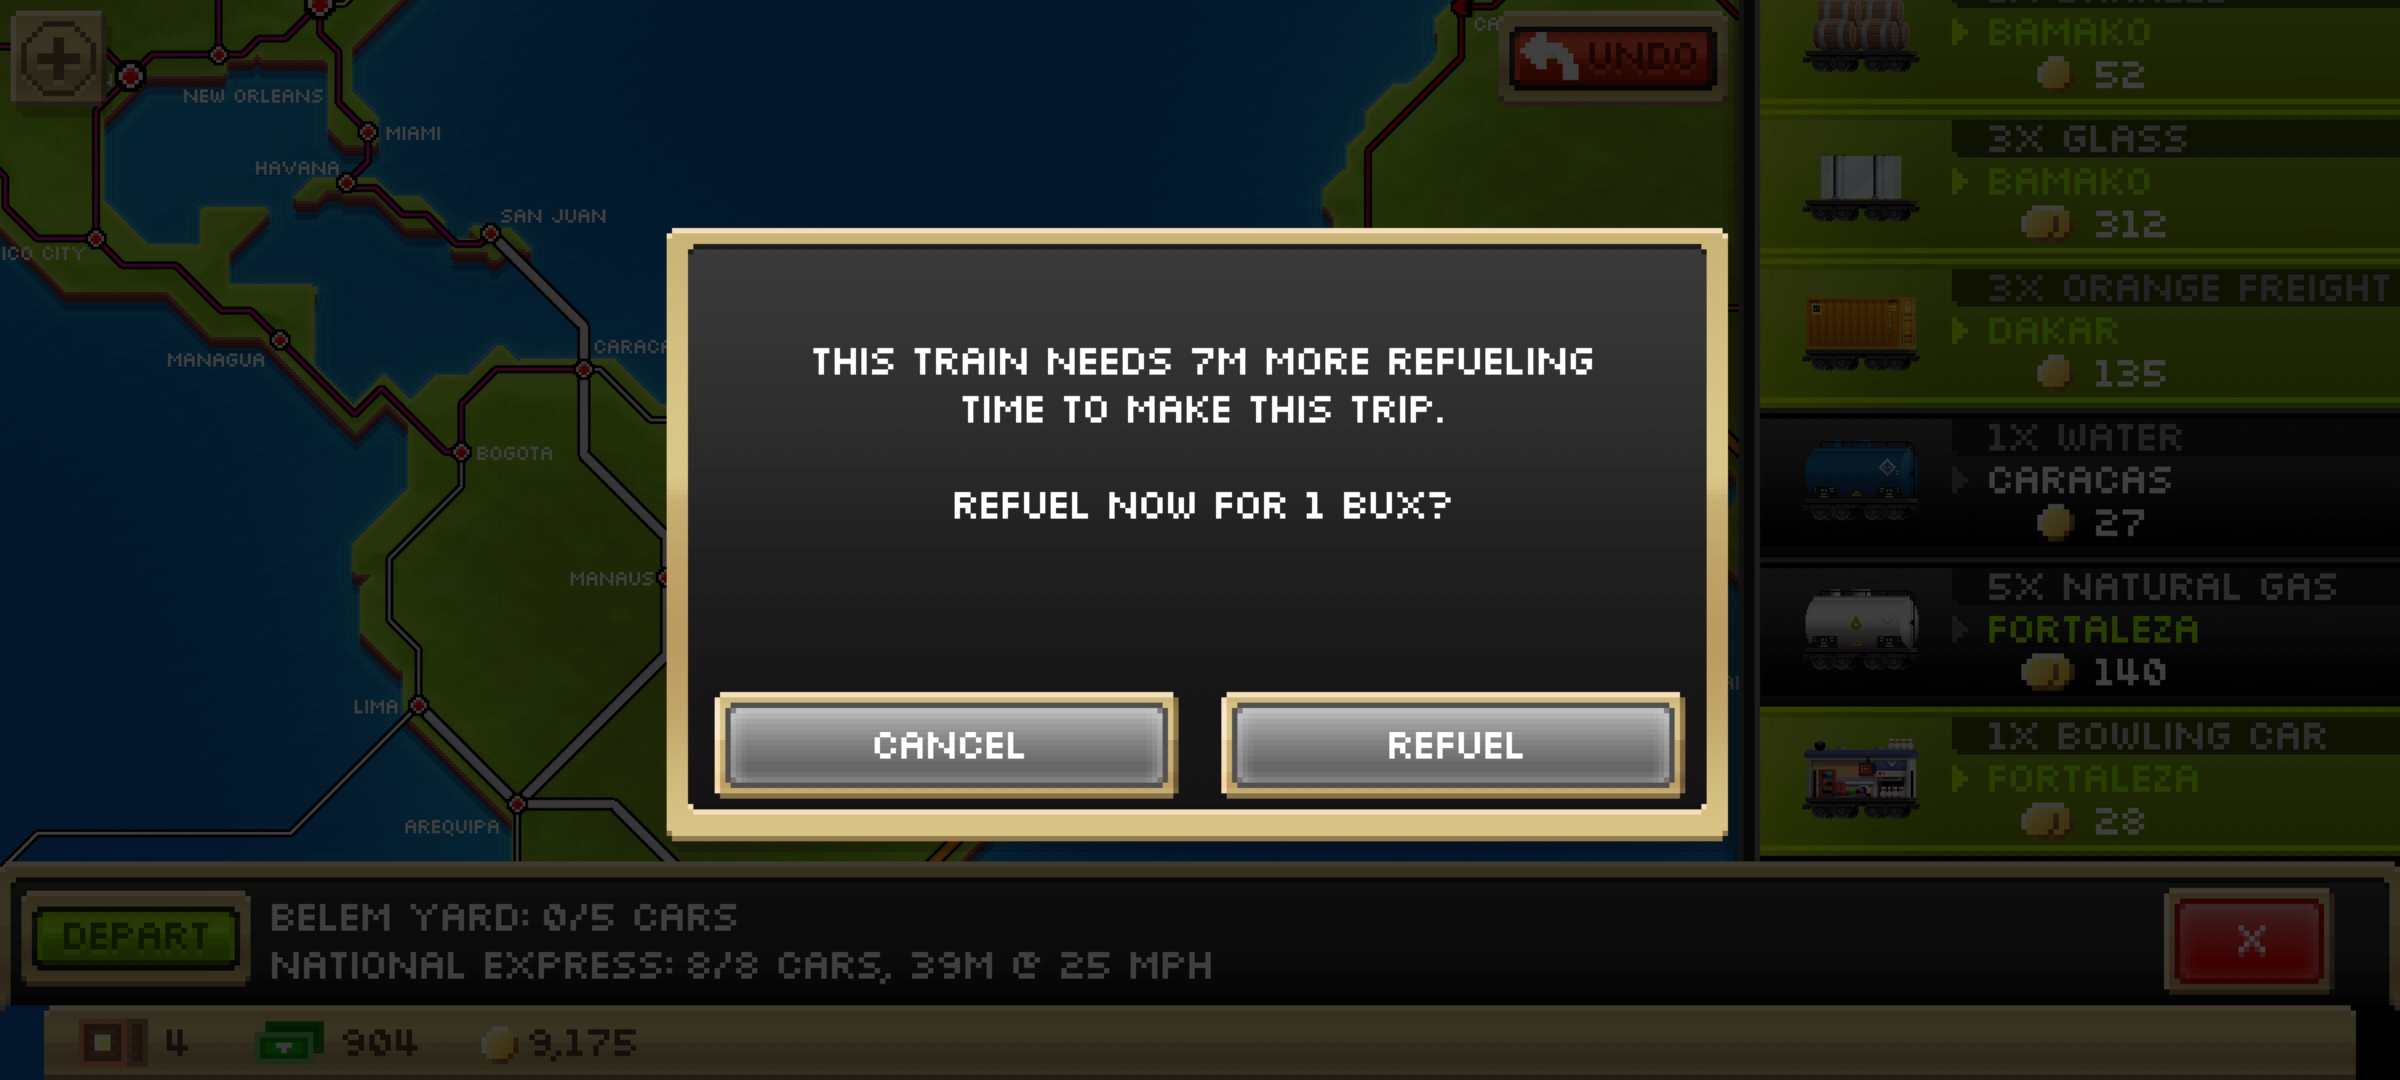 NEW ORLEANS
MIAMI
HAVANA
SAN JUAN
ICO CITY
MANAGUA
CARACA
BOGOTA
MANAUS
LIMA
AREQUIPA
CA
UNDO
BAMAKO
52
3X GLASS
BAMAKO
312
3X ORANGE FREIGHT
DAKAR
135
1X WATER
CARACAS
27
5X NATURAL GAS
FORTALEZA
140
1X BOWLING CAR
FORTALEZA
28
THIS TRAIN NEEDS 7M MORE REFUELING
TIME TO MAKE THIS TRIP.
REFUEL NOW FOR 1 BUX?
CANCEL
REFUEL
DEPART
BELEM YARD: 0/5 CARS
NATIONAL EXPRESS: 8/8 CARS, 39M @ 25 MPH
X
4
904
9,175